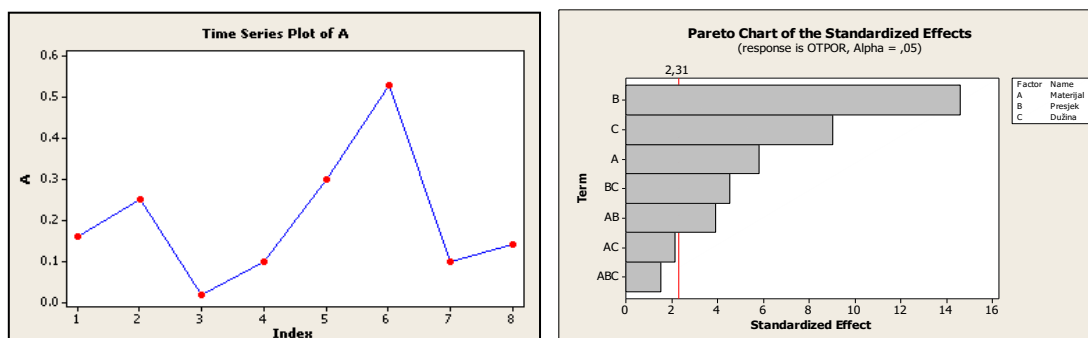 Time Series Plot of A
0.6
0.5
0.4
0.3
0.2
0.1
0.0
A
1 2 3 4 5 6 7 8
Index
Pareto Chart of the Standardized Effects
(response is OTPOR, Alpha = ,05)
2,31
Term
B
C
A
BC
AB
AC
ABC
0 2 4 6 8 10 12 14 16
Standardized Effect
Factor Name
A Materijal
B Presjek
C Dužina